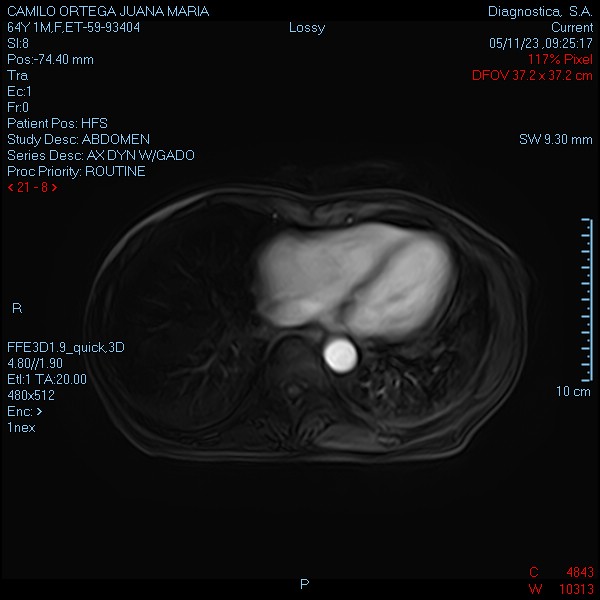 CAMILO ORTEGA JUANA MARIA
64Y 1M,F,ET-59-93404
Sl:8
Pos:-74.40 mm
Tra
Ec:1
Fr:0
Patient Pos: HFS
Study Desc: ABDOMEN
Series Desc: AX DYN W/GADO
Proc Priority: ROUTINE
< 21 - 8 >
Lossy
Diagnostica, S.A.
Current
05/11/23 ,09:25:17
117% Pixel
DFOV 37.2 x 37.2 cm
SW 9.30 mm
R
FFE3D1.9_quick,3D
4.80//1.90
Etl:1 TA:20.00
480x512
Enc: >
1nex
10 cm
P
C 4843
W 10313